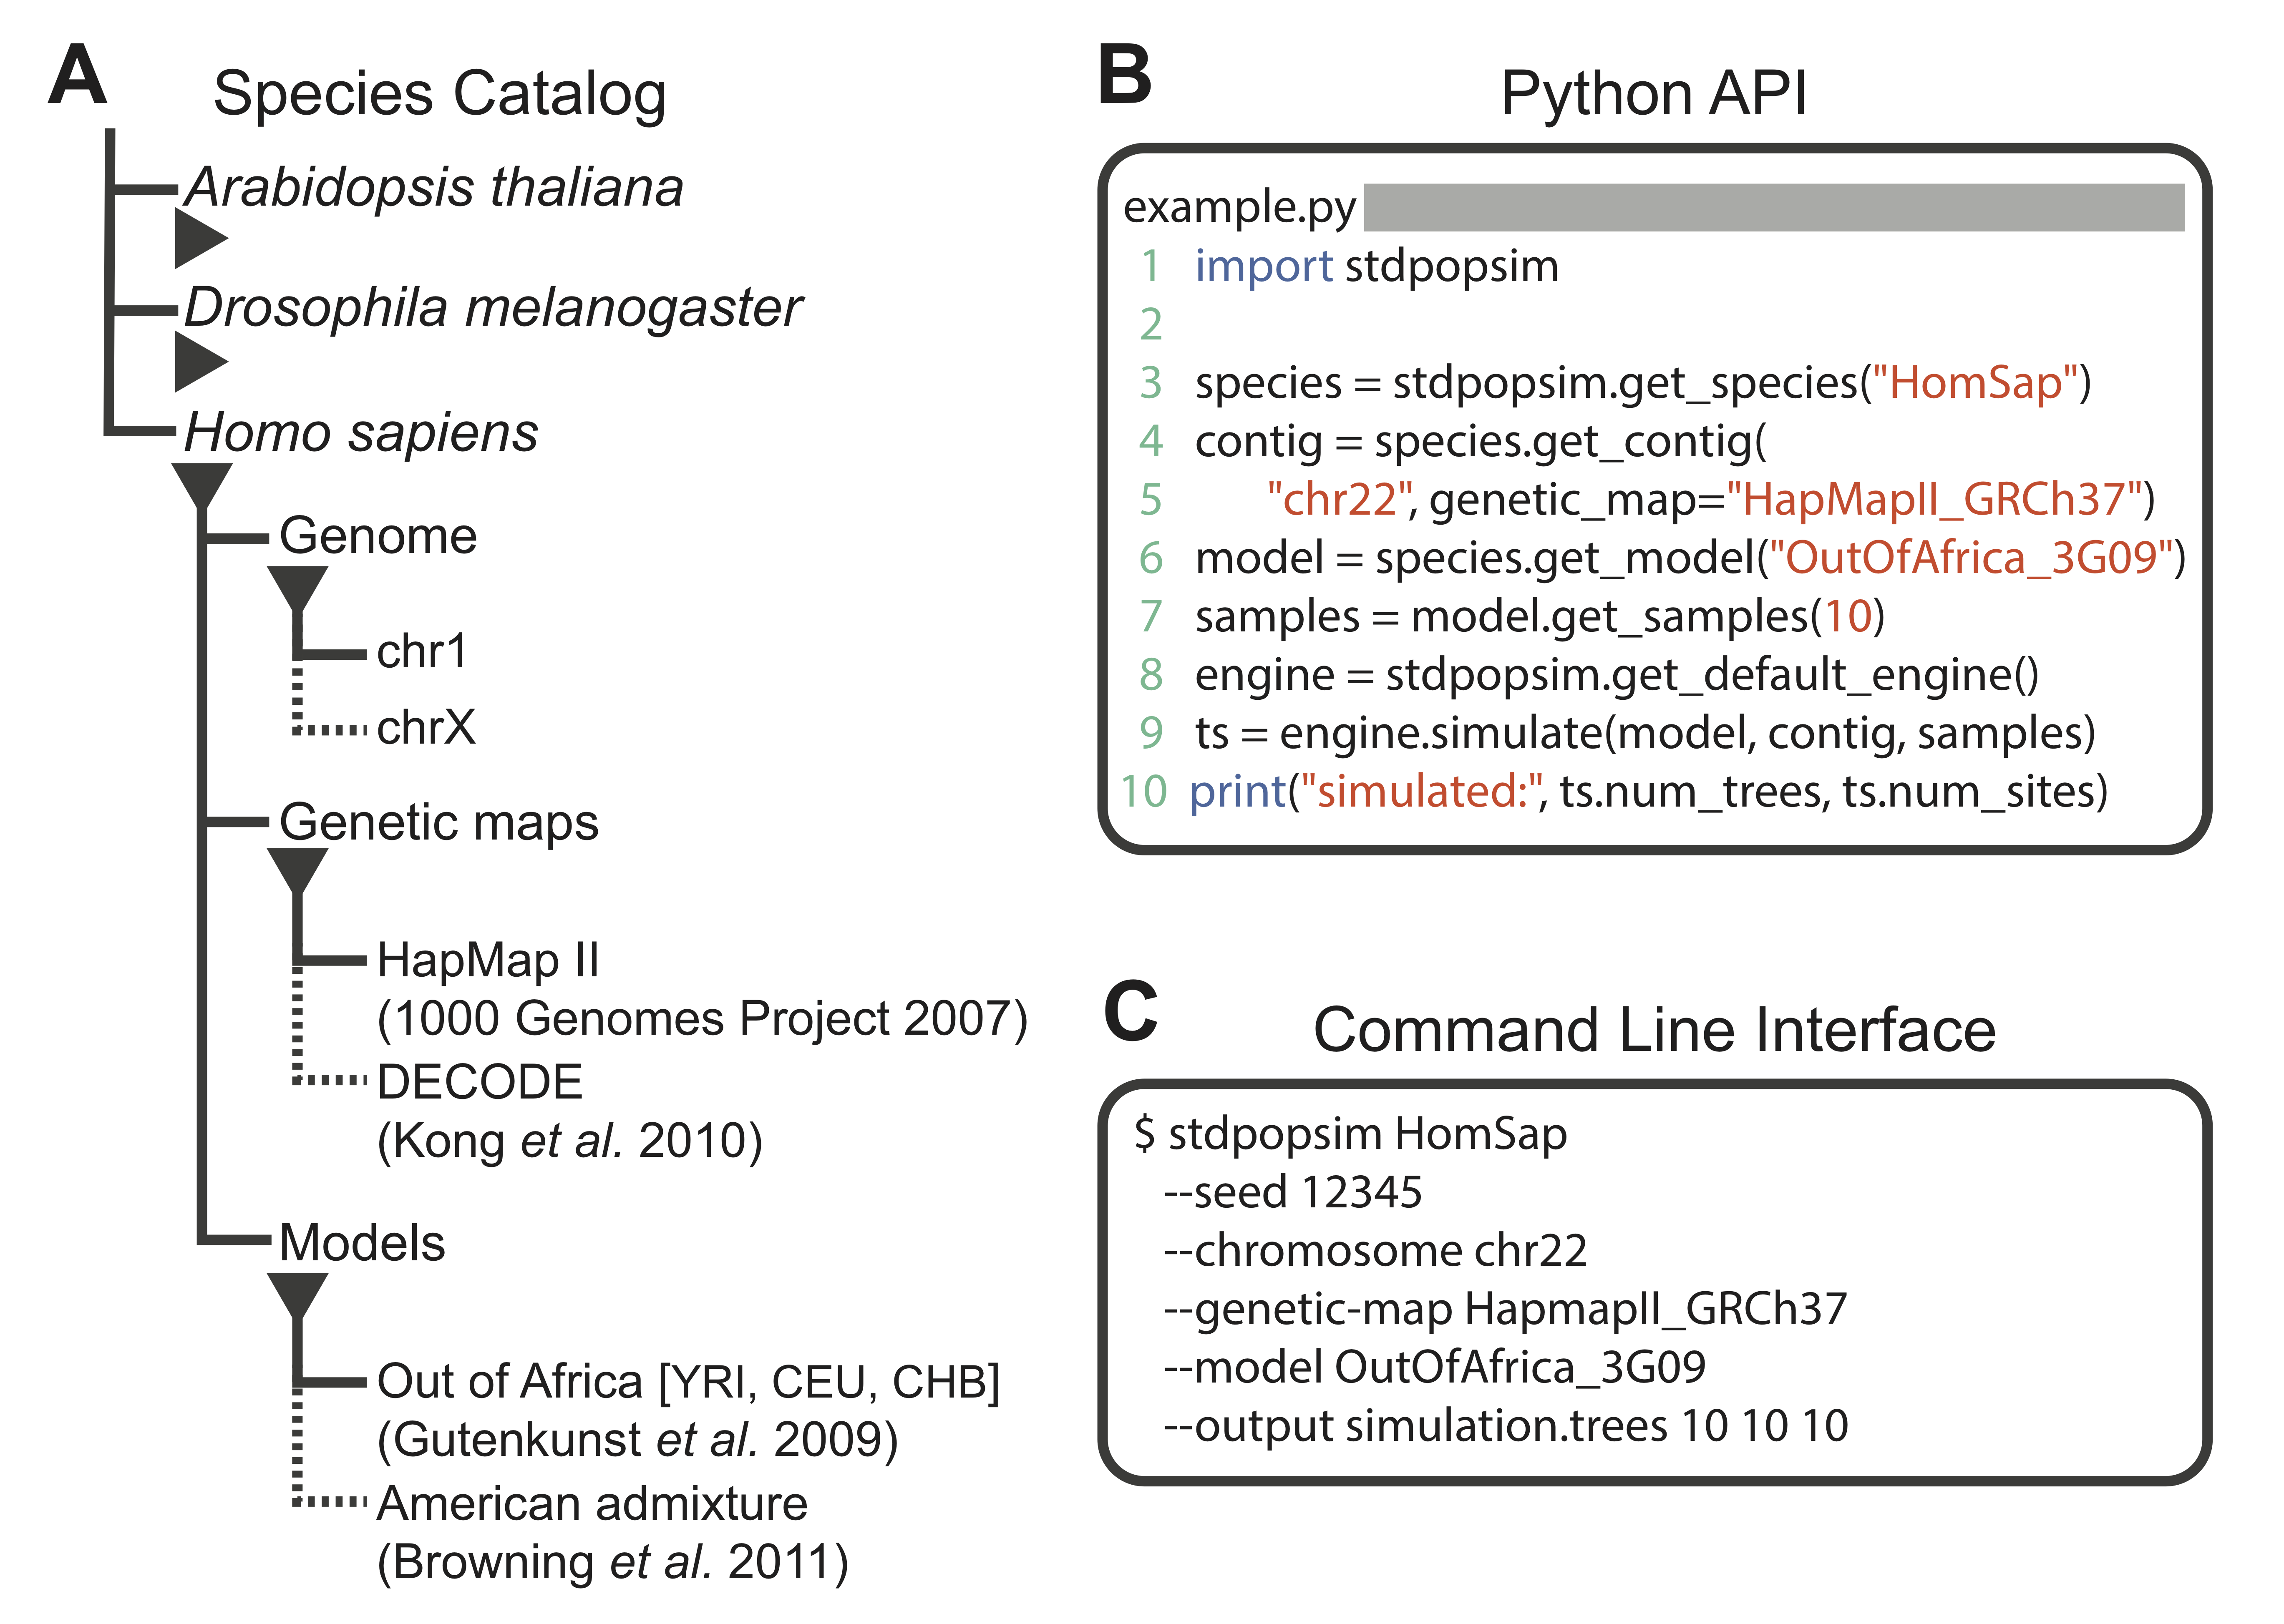 A
Species Catalog
Arabidopsis thaliana
Drosophila melanogaster
Homo sapiens
Genome
chr1
chrX
Genetic maps
HapMap II
(1000 Genomes Project 2007)
DECODE
(Kong et al. 2010)
Models
Out of Africa [YRI, CEU, CHB]
(Gutenkunst et al. 2009)
American admixture
(Browning et al. 2011)
B
Python API
example.py
1 import stdpopsim
2
3 species = stdpopsim.get_species("HomSap")
4 contig = species.get_contig(
5 "chr22", genetic_map="HapMapII_GRCh37")
6 model = species.get_model("OutOfAfrica_3G09")
7 samples = model.get_samples(10)
8 engine = stdpopsim.get_default_engine()
9 ts = engine.simulate(model, contig, samples)
10 print("simulated:", ts.num_trees, ts.num_sites)
C
Command Line Interface
$ stdpopsim HomSap
--seed 12345
--chromosome chr22
--genetic-map HapmapII_GRCh37
--model OutOfAfrica_3G09
--output simulation.trees 10 10 10